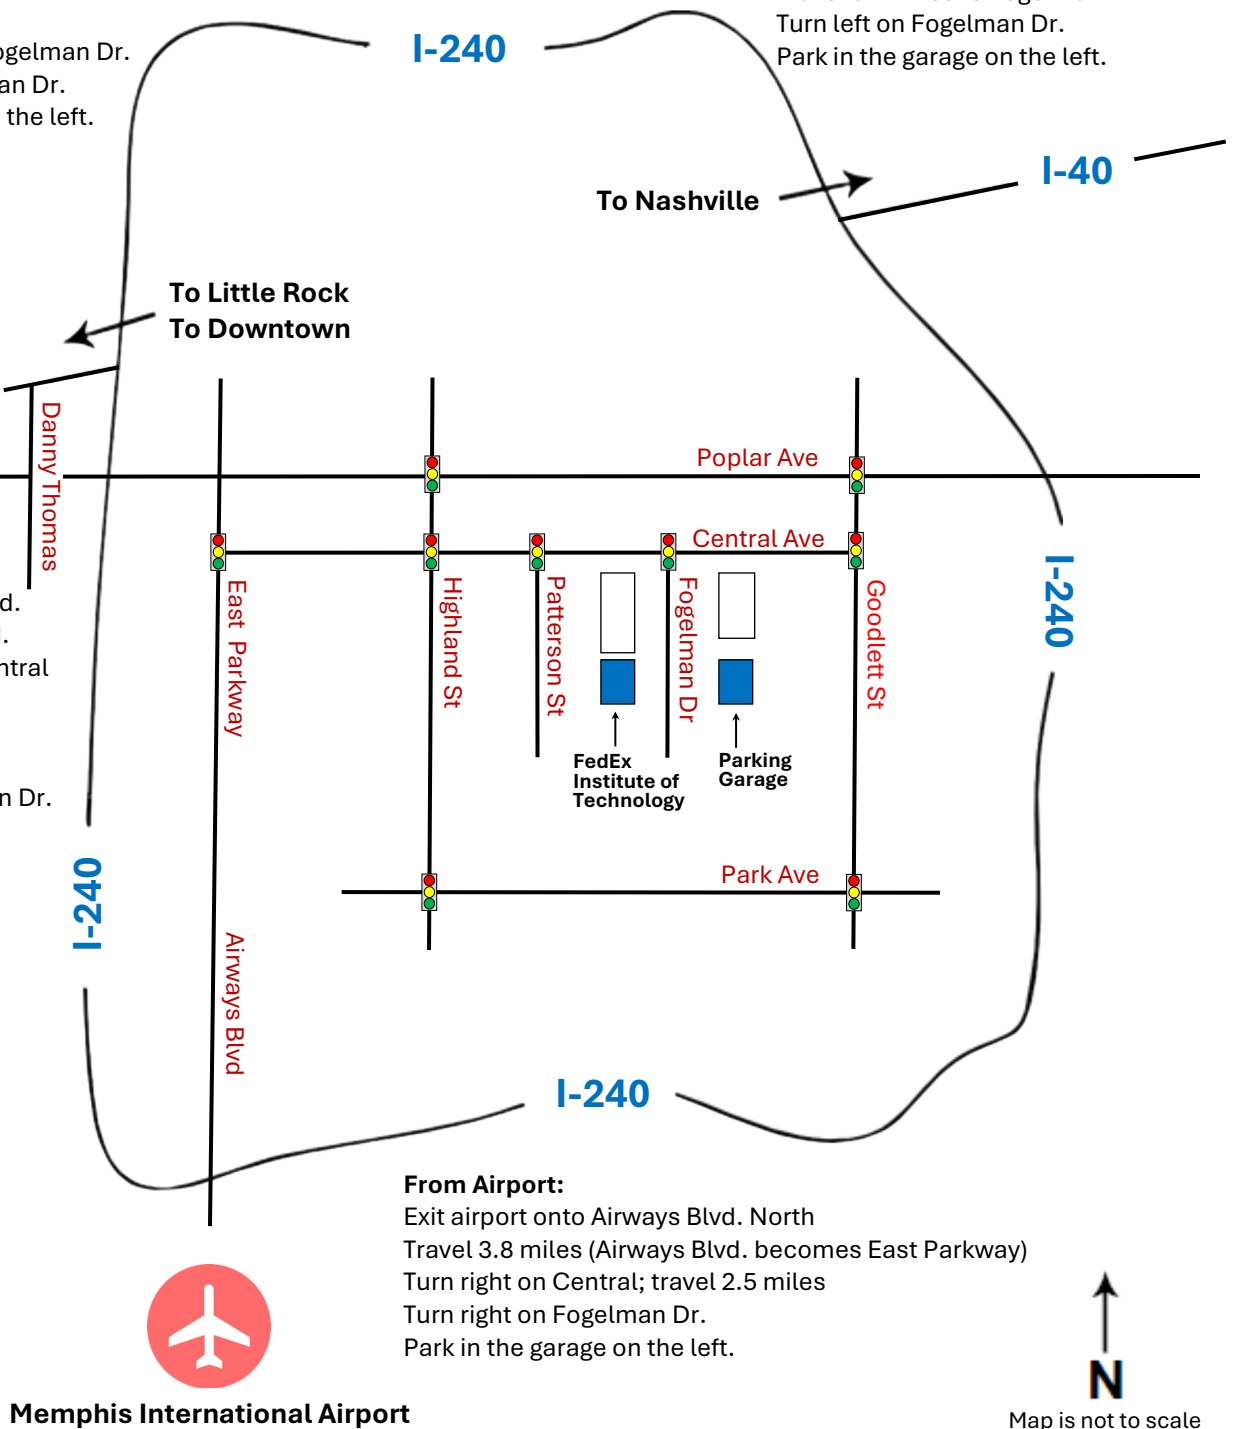 Turn left on Fogelman Dr.
Park in the garage on the left.
I-240
ogelman Dr.
an Dr.
the left.
I-40
To Nashville
To Little Rock
To Downtown
Danny Thomas
Poplar Ave
Central Ave
East Parkway
Highland St
Patterson St
Fogelman Dr
Goodlett St
I-240
d.
l.
ntral
n Dr.
FedEx
Institute of
Technology
Parking
Garage
I-240
Park Ave
Airways Blvd
I-240
From Airport:
Exit airport onto Airways Blvd. North
Travel 3.8 miles (Airways Blvd. becomes East Parkway)
Turn right on Central; travel 2.5 miles
Turn right on Fogelman Dr.
Park in the garage on the left.
N
Map is not to scale
Memphis International Airport